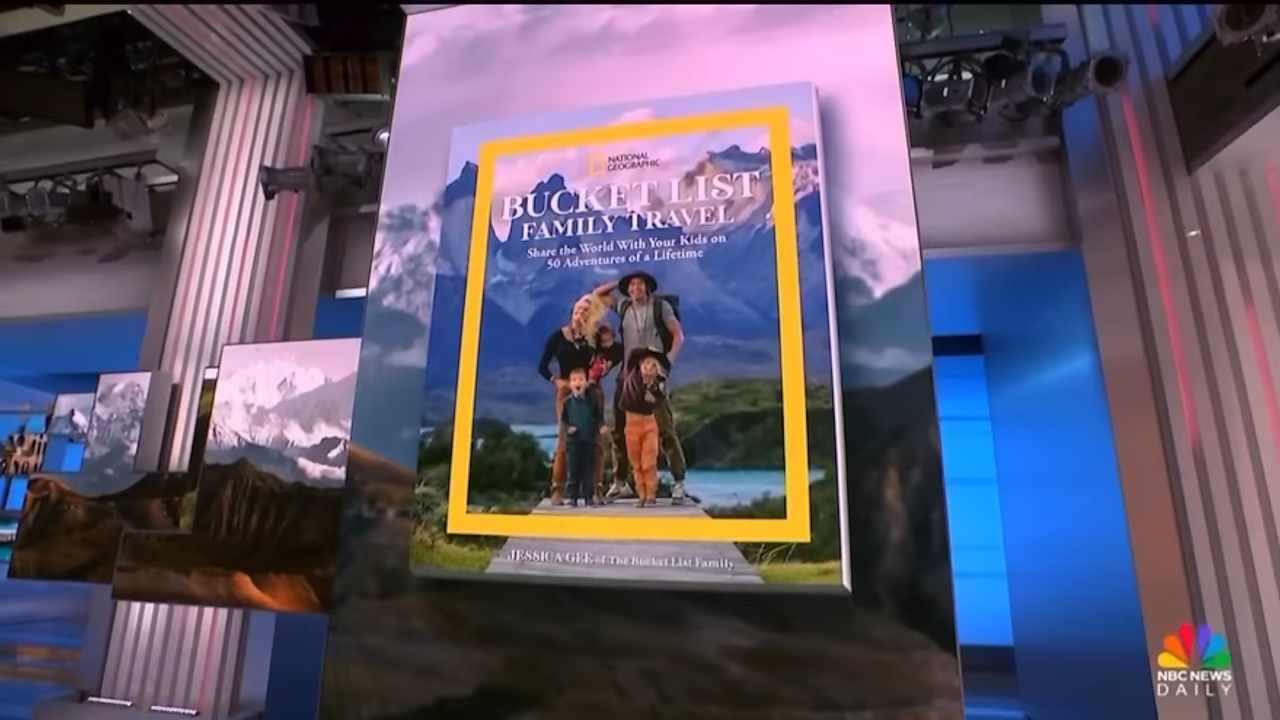 NATIONAL
GEOGRAPHIC
BUCKET LIST
FAMILY TRAVEL
Share the World With Your Kids on
50 Adventures of a Lifetime
JESSICA GEE of The Bucket List Family
NBC NEWS
DAILY